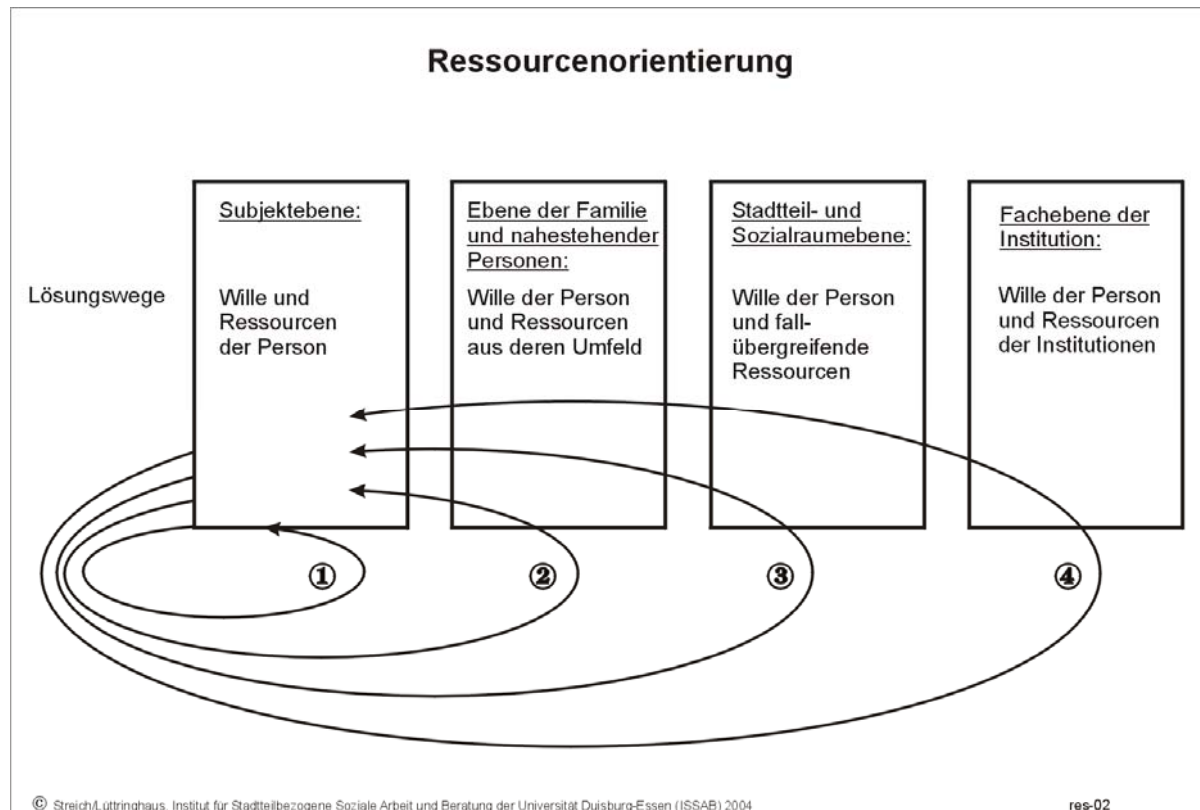 Ressourcenorientierung
Lösungswege
Subjektebene:
Wille und
Ressourcen
der Person
Ebene der Familie
und nahestehender
Personen:
Wille der Person
und Ressourcen
aus deren Umfeld
Stadtteil- und
Sozialraumebene:
Wille der Person
und fall-
übergreifende
Ressourcen
Fachebene der
Institution:
Wille der Person
und Ressourcen
der Institutionen
① ② ③ ④
© Streich/Lüttringhaus, Institut für Stadtteilbezogene Soziale Arbeit und Beratung der Universität Duisburg-Essen (ISSAB) 2004
res-02